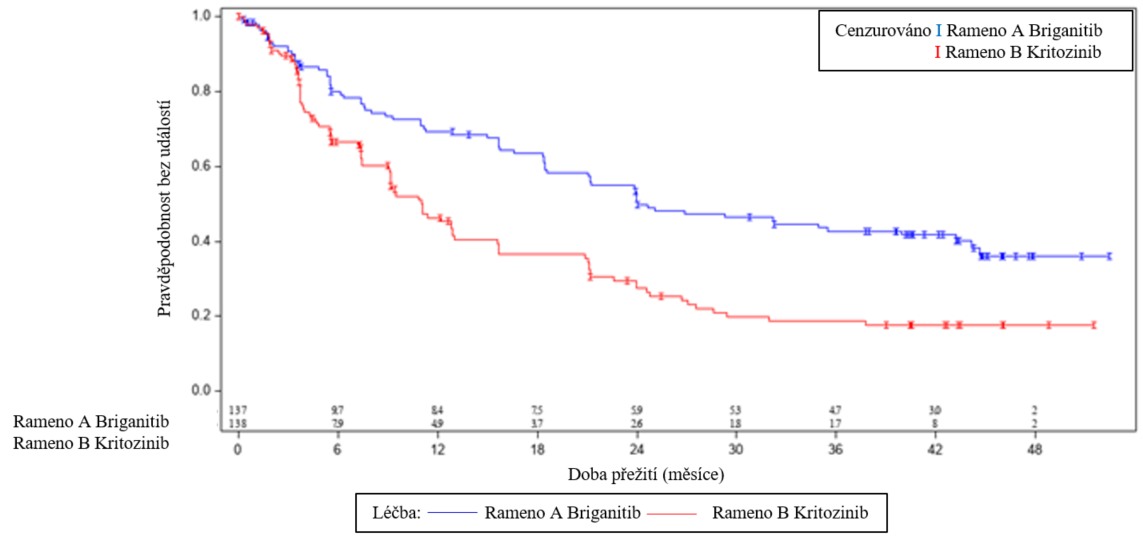 Cenzurováno I Rameno A Briganitib
I Rameno B Kritozinib
Pravděpodobnost bez událostí
1.0
0.8
0.6
0.4
0.2
0.0
Rameno A Briganitib 137 97 84 75 59 53 47 30 2
Rameno B Kritozinib 138 79 49 37 26 18 17 8 2
0 6 12 18 24 30 36 42 48
Doba přežití (měsíce)
Léčba: Rameno A Briganitib Rameno B Kritozinib